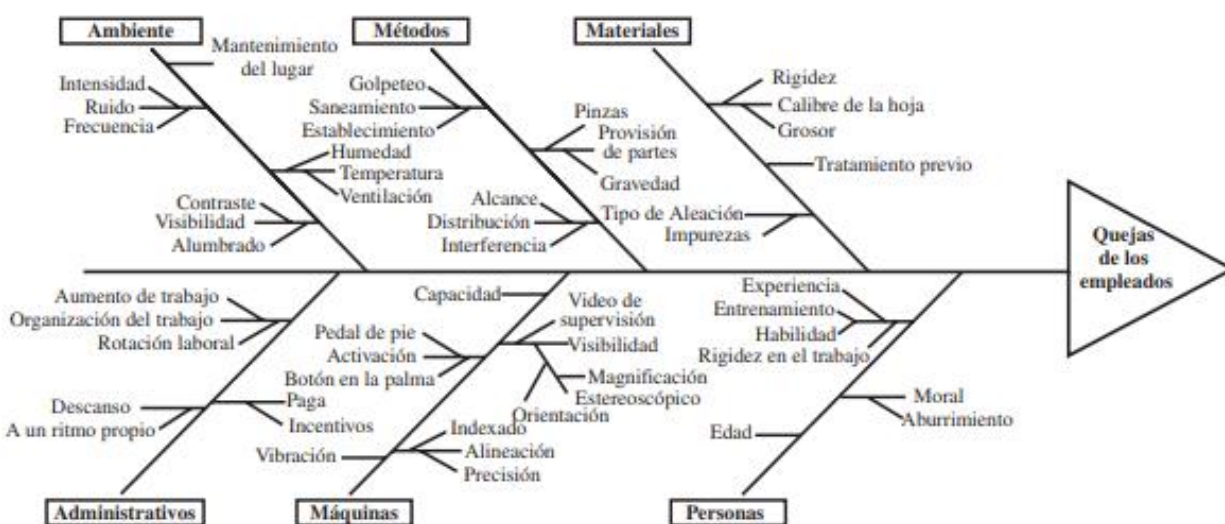 Ambiente
Mantenimiento
del lugar
Intensidad
Ruido
Frecuencia
Humedad
Temperatura
Ventilación
Contraste
Visibilidad
Alumbrado
Métodos
Golpeteo
Saneamiento
Establecimiento
Pinzas
Provisión
de partes
Gravedad
Alcance
Distribución
Interferencia
Materiales
Rigidez
Calibre de la hoja
Grosor
Tratamiento previo
Tipo de Aleación
Impurezas
Quejas
de los
empleados
Aumento de trabajo
Organización del trabajo
Rotación laboral
Descanso
A un ritmo propio
Paga
Incentivos
Administrativos
Capacidad
Video de
supervisión
Visibilidad
Magnificación
Estereoscópico
Orientación
Pedal de pie
Activación
Botón en la palma
Indexado
Alineación
Precisión
Vibración
Máquinas
Experiencia
Entrenamiento
Habilidad
Rigidez en el trabajo
Moral
Aburrimiento
Edad
Personas